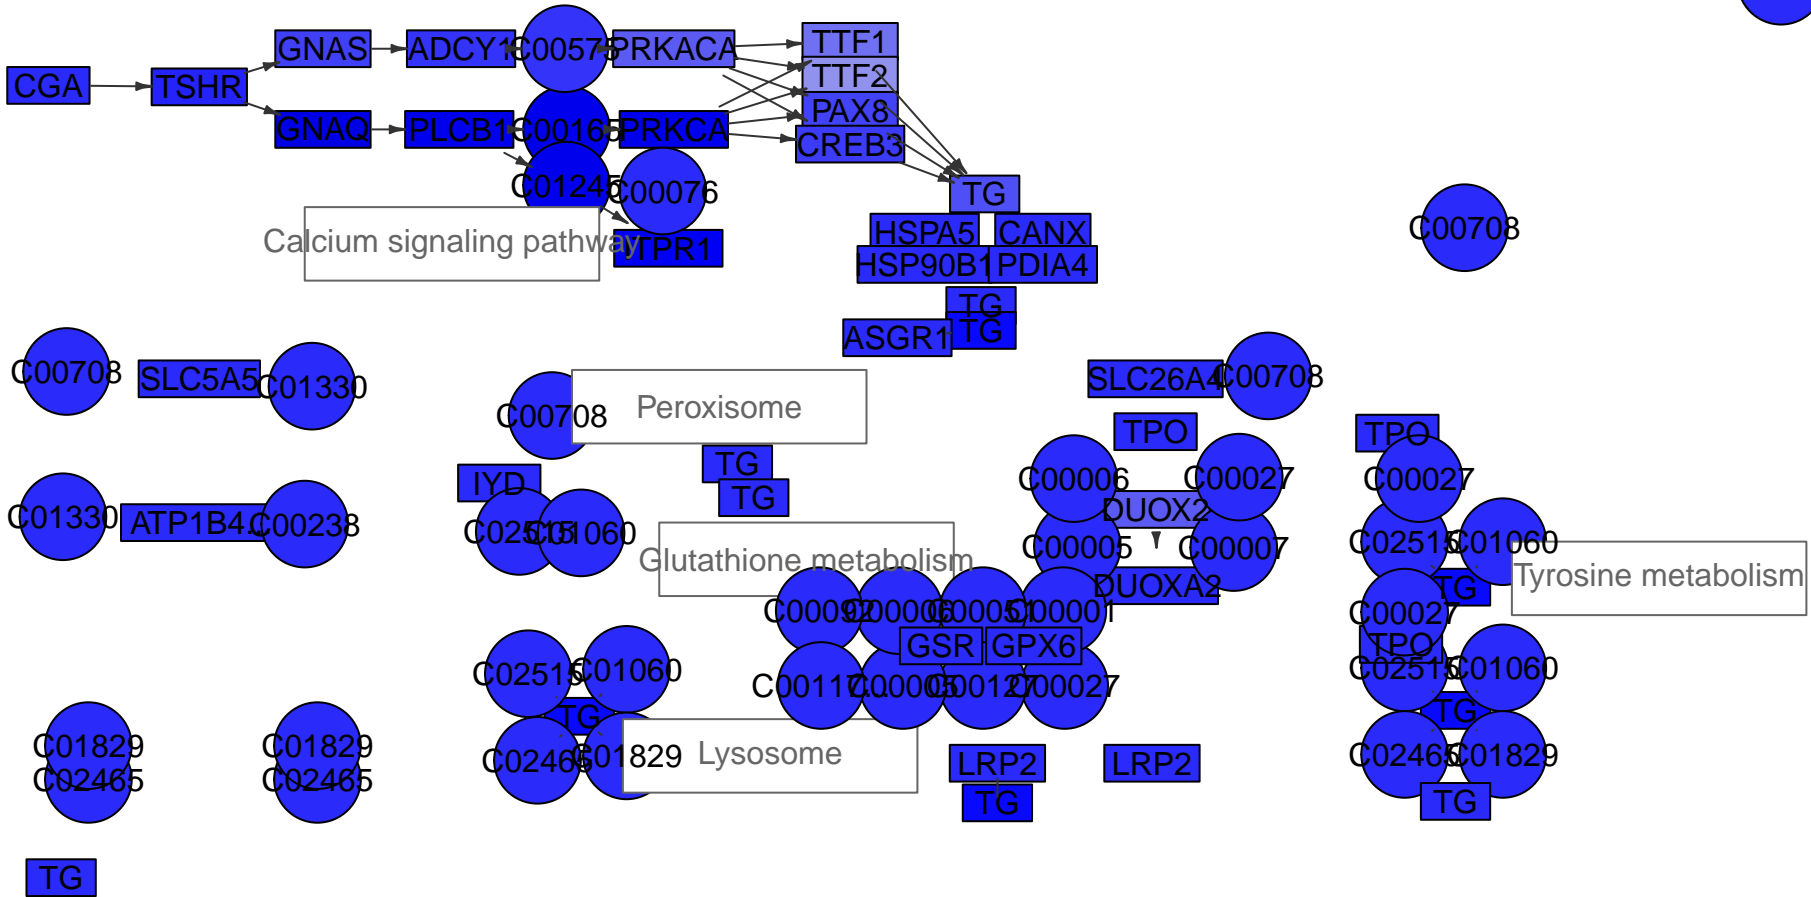 GNAS
ADCY1
C00575
PRKACA
TTF1
TTF2
CGA
TSHR
PAX8
GNAQ
PLCB1
C00165
PRKCA
CREB3
C01245
C00076
TG
HSPA5
CANX
C00708
Calcium signaling pathway
TPR1
HSP90B1
PDIA4
TG
ASGR1
TG
C00708
SLC5A5
C01330
SLC26A4
C00708
C00708
Peroxisome
TPO
TPO
TG
IYD
TG
C00006
C00027
C00027
DUOX2
C01330
ATP1B4...
C00238
C02515
C01060
C00005
C00007
C02515
C01060
Glutathione metabolism
DUOXA2
TG
Tyrosine metabolism
C00092
C00006
C00051
C00001
C00027
GSR
GPX6
TPO
C02515
C01060
C00117...
C00005
C00127
C00027
C02515
C01060
TG
TG
C01829
C01829
C02465
C01829
Lysosome
LRP2
LRP2
C02465
C01829
C02465
C02465
TG
TG
TG